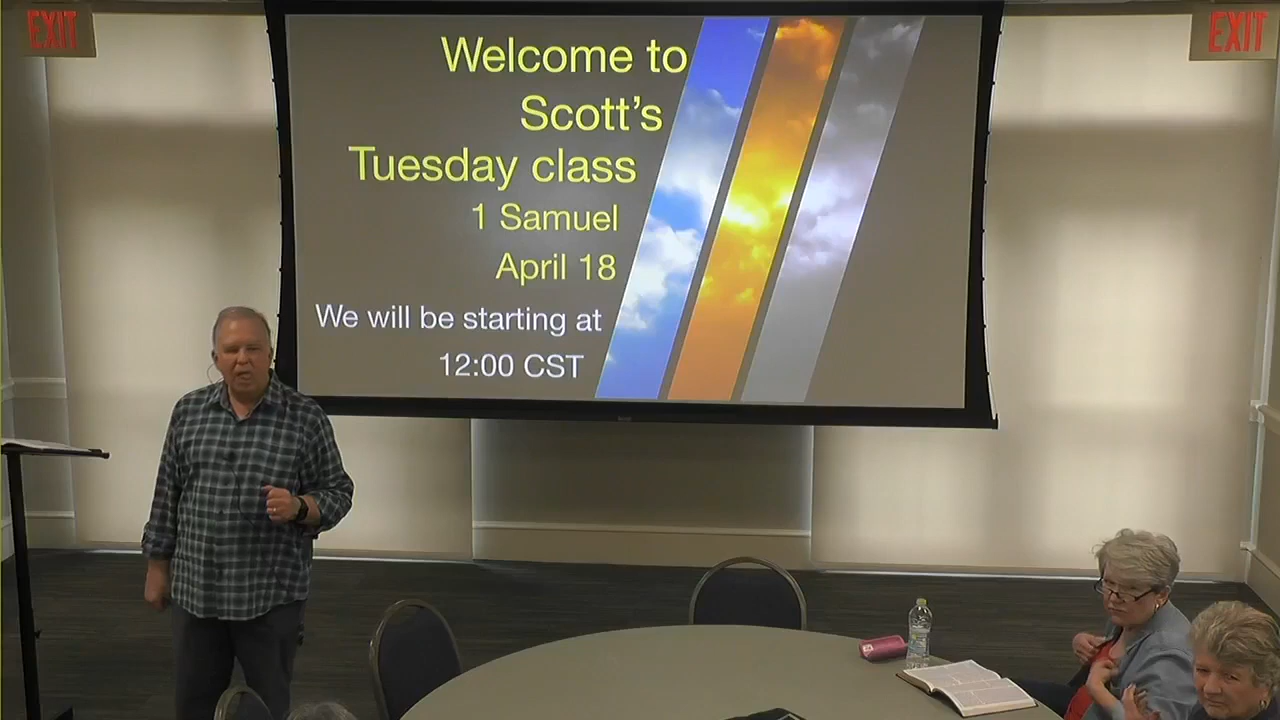 EXIT
EXIT
Welcome to
Scott's
Tuesday class
1 Samuel
April 18
We will be starting at
12:00 CST